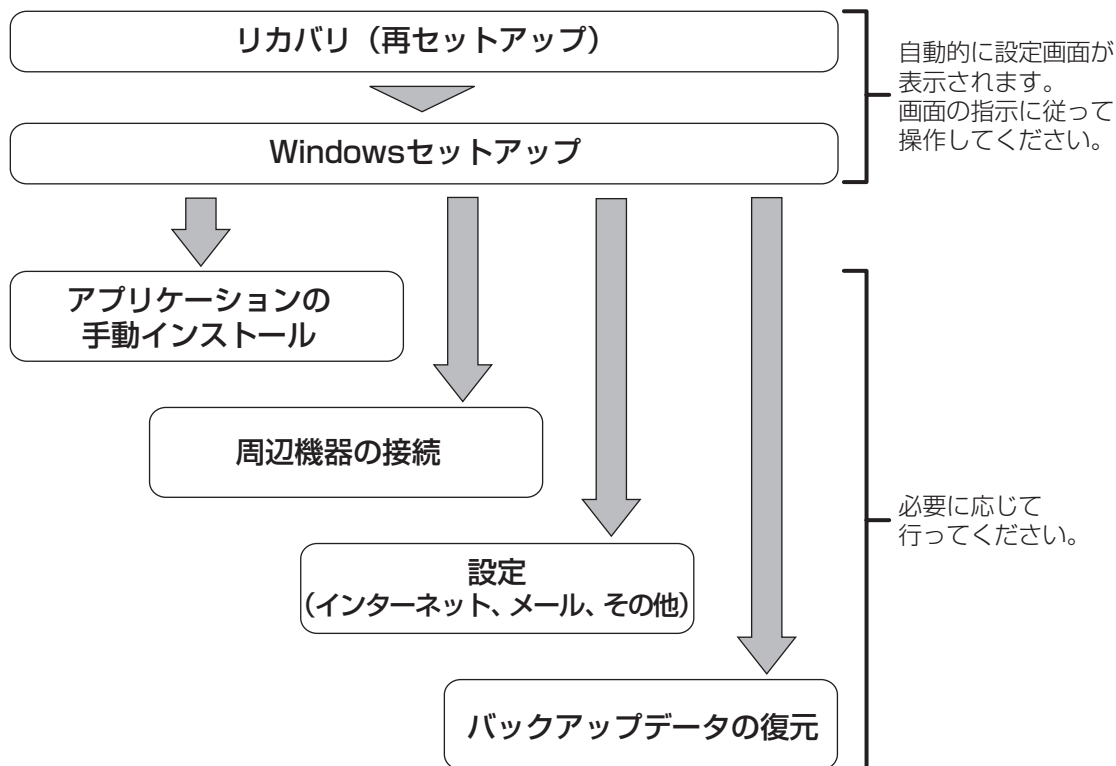 リカバリ（再セットアップ）
自動的に設定画面が
表示されます。
画面の指示に従って
操作してください。
Windowsセットアップ
アプリケーションの
手動インストール
周辺機器の接続
必要に応じて
行ってください。
設定
（インターネット、メール、その他）
バックアップデータの復元